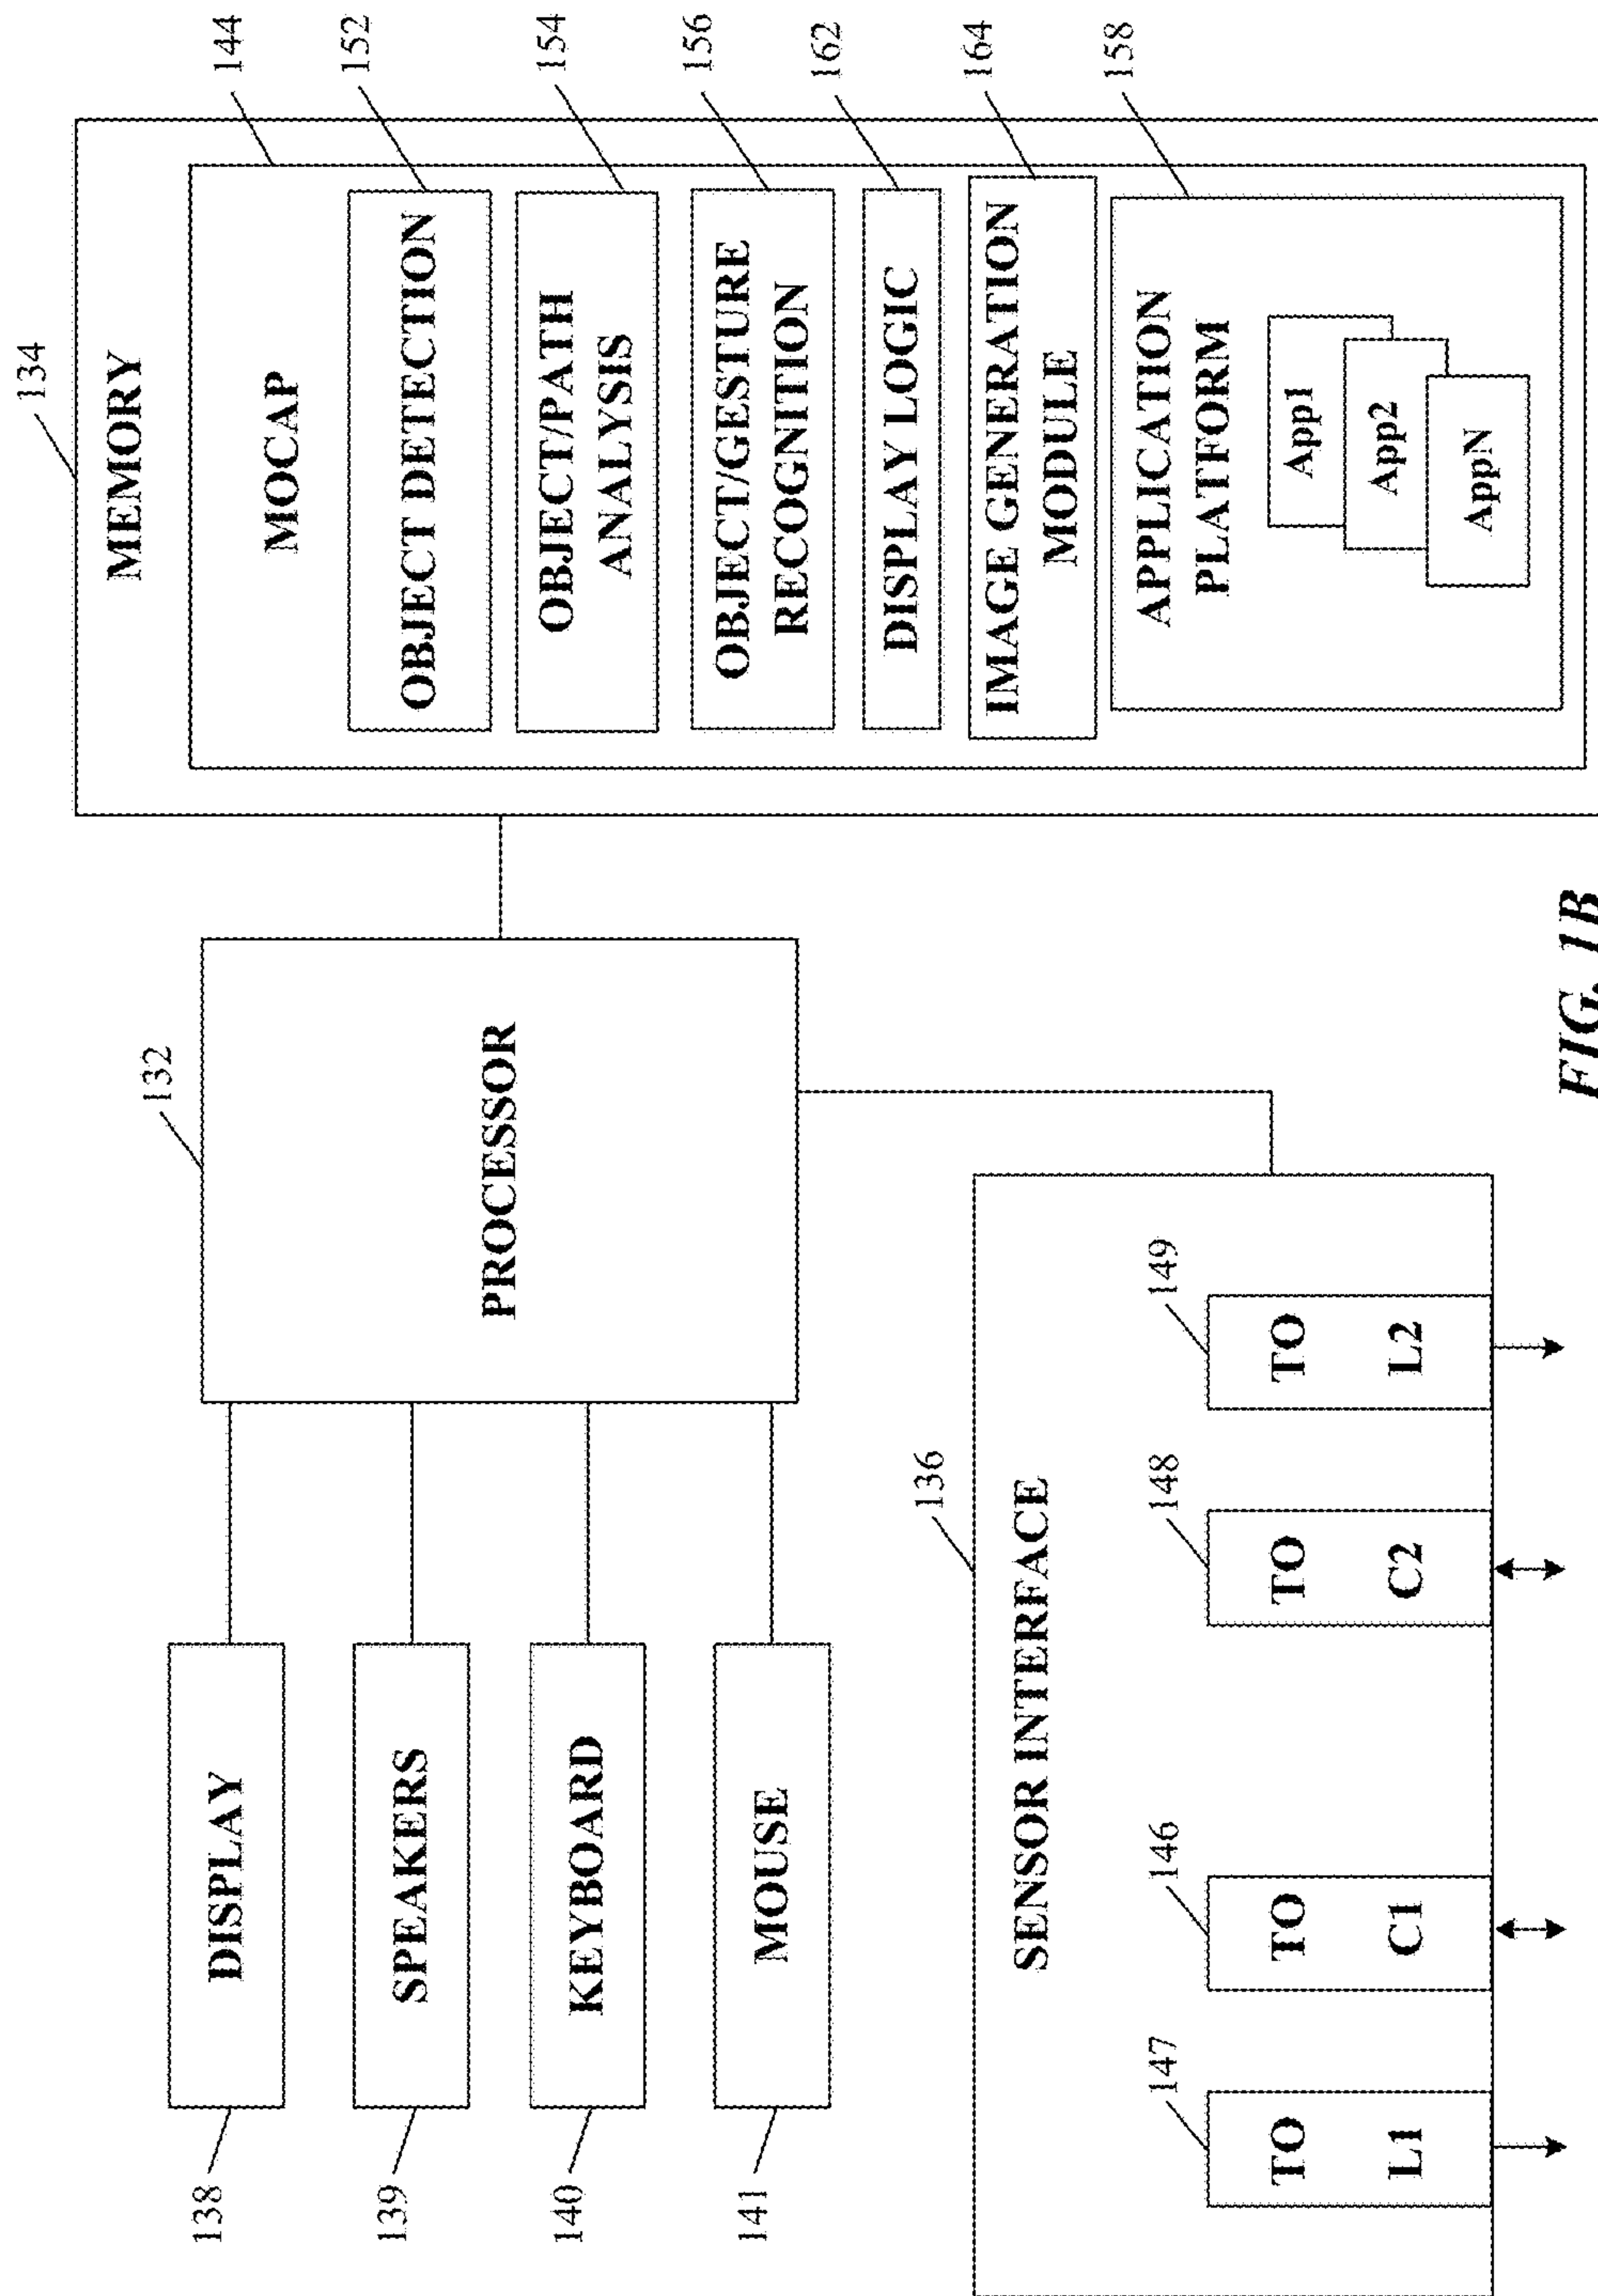 138
DISPLAY
139
SPEAKERS
140
KEYBOARD
141
MOUSE
132
PROCESSOR
134
MEMORY
144
MOCAP
152
OBJECT DETECTION
154
OBJECT/PATH
ANALYSIS
156
OBJECT/GESTURE
RECOGNITION
162
DISPLAY LOGIC
164
IMAGE GENERATION
MODULE
158
APPLICATION
PLATFORM
App1
App2
AppN
136
SENSOR INTERFACE
147
TO
L1
146
TO
C1
148
TO
C2
149
TO
L2
FIG. 1B